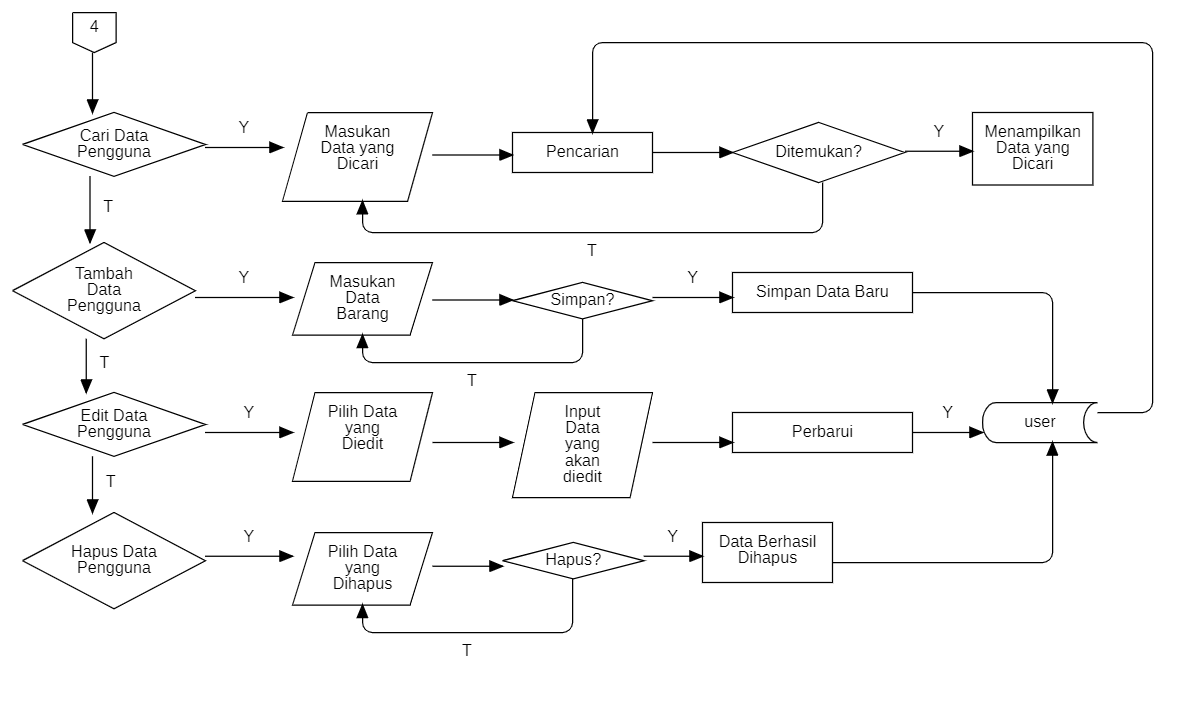 4
Cari Data
Pengguna
Y
Masukan
Data yang
Dicari
Pencarian
Ditemukan?
Y
Menampilkan
Data yang
Dicari
T
T
Tambah
Data
Pengguna
Y
Masukan
Data
Barang
Simpan?
Y
Simpan Data Baru
T
T
Edit Data
Pengguna
Y
Pilih Data
yang
Diedit
Input
Data
yang
akan
diedit
Perbarui
Y
user
T
Hapus Data
Pengguna
Y
Pilih Data
yang
Dihapus
Hapus?
Y
Data Berhasil
Dihapus
T